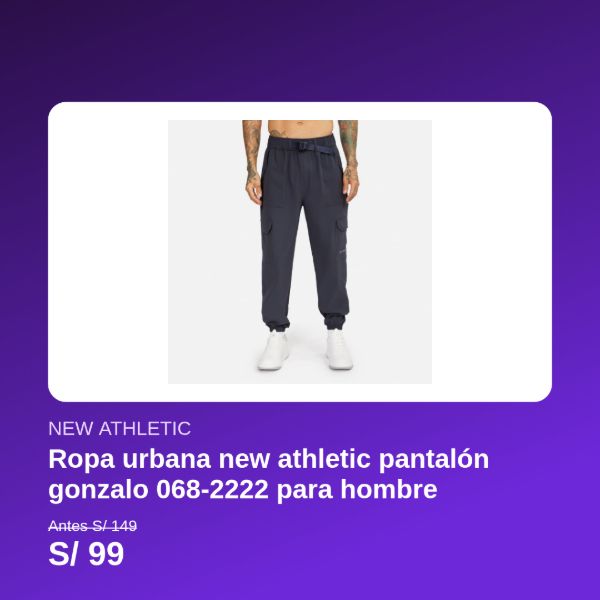 NEW ATHLETIC
Ropa urbana new athletic pantalón
gonzalo 068-2222 para hombre
Antes S/ 149
S/ 99